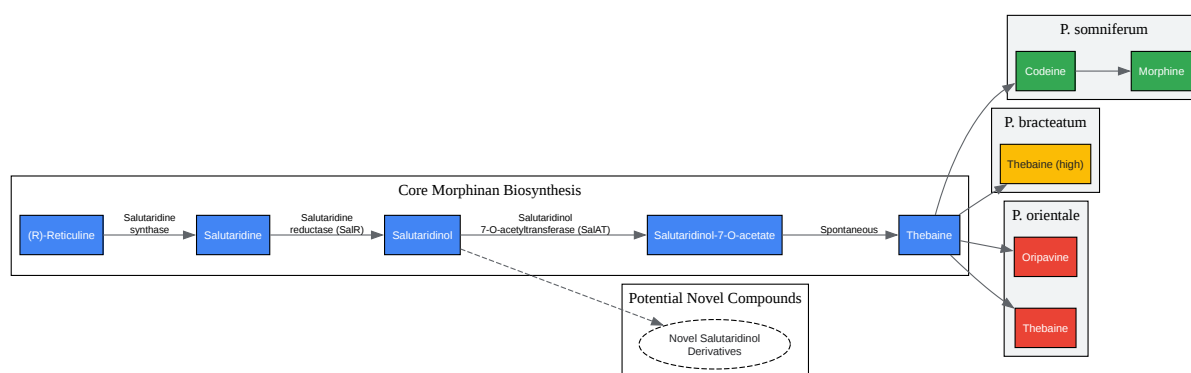 P. somniferum
Codeine
Morphine
P. bracteatum
Thebaine (high)
Core Morphinan Biosynthesis
(R)-Reticuline
Salutaridine
synthase
Salutaridine
Salutaridine
reductase (SalR)
Salutaridinol
Salutaridinol
7-O-acetyltransferase (SalAT)
Salutaridinol-7-O-acetate
Spontaneous
Thebaine
P. orientale
Oripavine
Thebaine
Potential Novel Compounds
Novel Salutaridinol
Derivatives